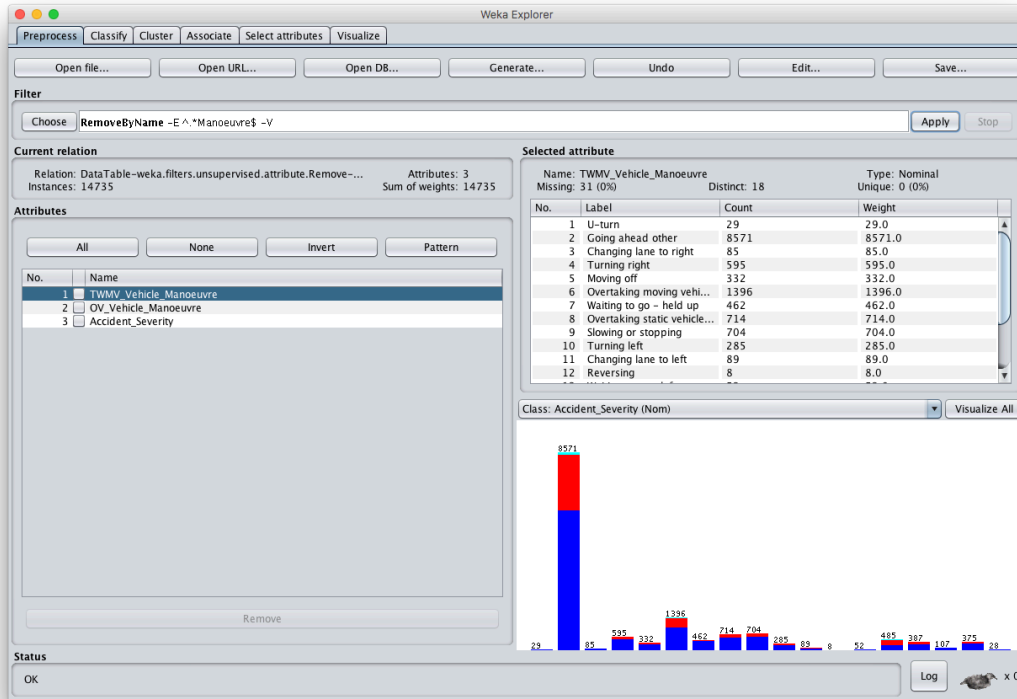 Weka Explorer
Preprocess Classify Cluster Associate Select attributes Visualize
Open file... Open URL... Open DB... Generate... Undo Edit... Save...
Filter
Choose RemoveByName -E ^.*Manoeuvre$ -V Apply Stop
Current relation
Relation: DataTable-weka.filters.unsupervised.attribute.Remove-... Attributes: 3
Instances: 14735 Sum of weights: 14735
Attributes
All None Invert Pattern
No. Name
1 TWMV_Vehicle_Manoeuvre
2 OV_Vehicle_Manoeuvre
3 Accident_Severity
Remove
Selected attribute
Name: TWMV_Vehicle_Manoeuvre Type: Nominal
Missing: 31 (0%) Distinct: 18 Unique: 0 (0%)
No. Label Count Weight
1 U-turn 29 29.0
2 Going ahead other 8571 8571.0
3 Changing lane to right 85 85.0
4 Turning right 595 595.0
5 Moving off 332 332.0
6 Overtaking moving vehi... 1396 1396.0
7 Waiting to go - held up 462 462.0
8 Overtaking static vehicle... 714 714.0
9 Slowing or stopping 704 704.0
10 Turning left 285 285.0
11 Changing lane to left 89 89.0
12 Reversing 8 8.0
Class: Accident_Severity (Nom) Visualize All
8571
1396
29 85 595 332 462 714 704 285 89 8 52 485 387 107 375 28
Status
OK Log x 0